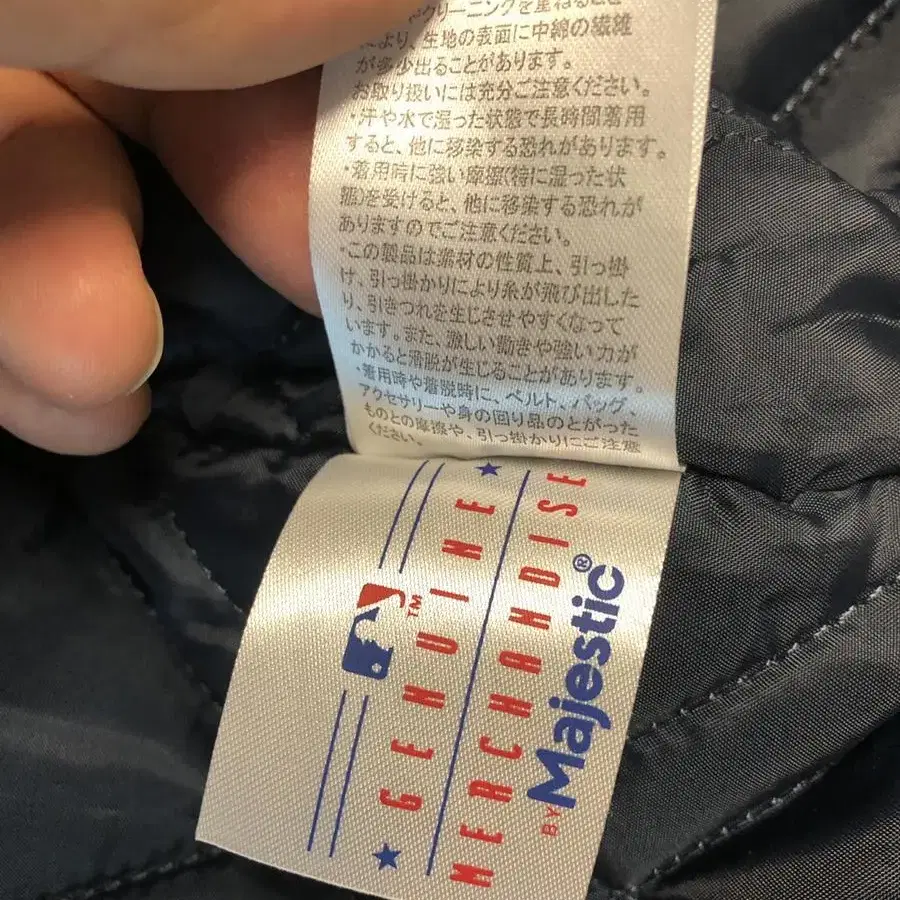 クリーニングを重ねること
により、生地の表面に中綿の繊維
が多少出ることがあります。
お取り扱いには充分ご注意ください。
・汗や水で湿った状態で長時間着用
すると、他に移染する恐れがあります。
・着用時に強い摩擦(特に湿った状
態)を受けると、他に移染する恐れが
ありますのでご注意ください。
・この製品は素材の性質上、引っ掛
け、引っ掛かりにより糸が飛び出した
り、引きつれを生じさせやすくなって
います。また、激しい動きや強い力が
かかると滑脱が生じることがあります。
・着用時や着脱時に、ベルト、バッグ、
アクセサリーや身の回り品のとがった
ものとの摩擦や、引っ掛かりにご注意
ください。
GENUINE
MERCHANDISE
BY Majestic®
TM